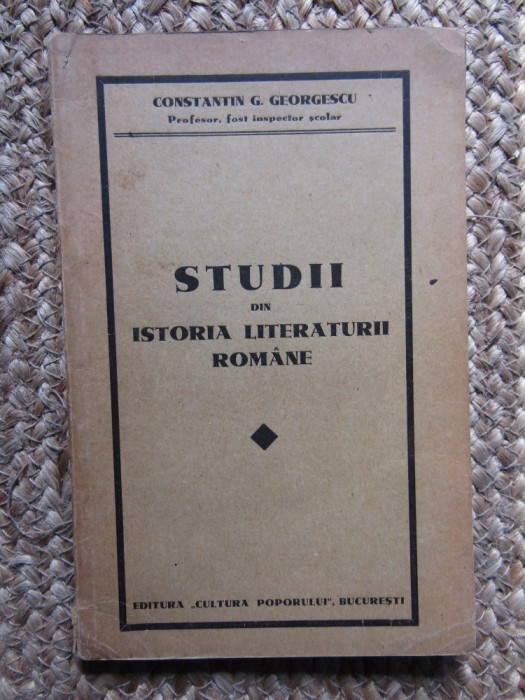 CONSTANTIN G. GEORGESCU
Profesor, fost inspector școlar
STUDII
DIN
ISTORIA LITERATURII
ROMÂNE
EDITURA „CULTURA POPORULUI", BUCUREȘTI